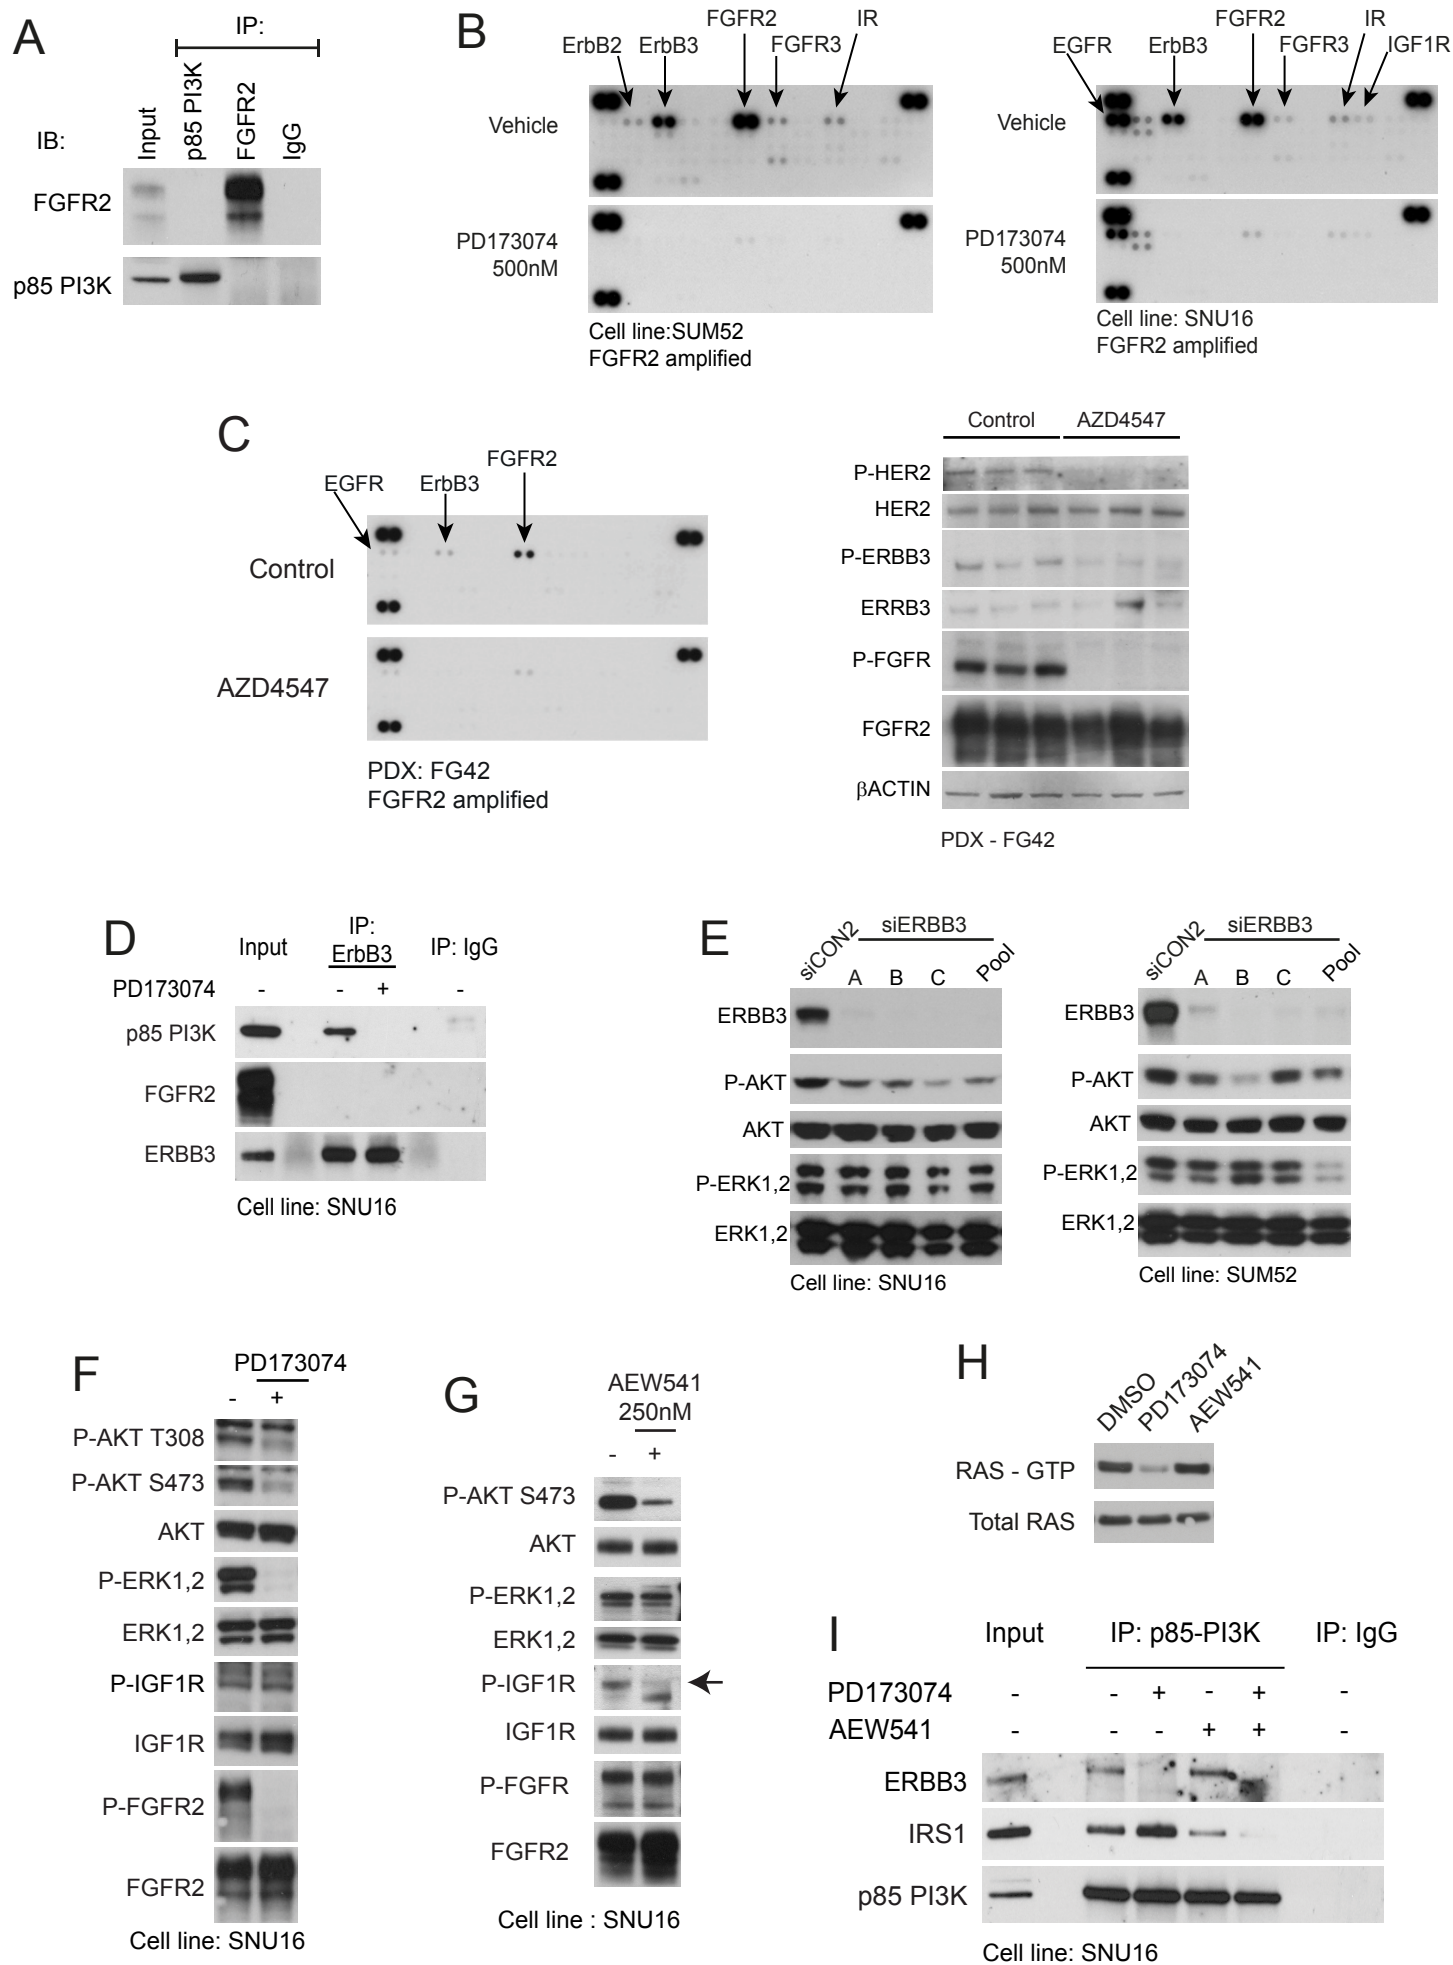 A
IP:
IB:
Input
p85 PI3K
FGFR2
IgG
FGFR2
p85 PI3K
B
FGFR2
IR
ErbB2
ErbB3
FGFR3
Vehicle
PD173074
500nM
Cell line:SUM52
FGFR2 amplified
FGFR2
IR
EGFR
ErbB3
FGFR3
IGF1R
Vehicle
PD173074
500nM
Cell line: SNU16
FGFR2 amplified
C
FGFR2
EGFR
ErbB3
Control
AZD4547
PDX: FG42
FGFR2 amplified
Control AZD4547
P-HER2
HER2
P-ERBB3
ERRB3
P-FGFR
FGFR2
βACTIN
PDX - FG42
D
Input
IP:
ErbB3
IP: IgG
PD173074 - - + -
p85 PI3K
FGFR2
ERBB3
Cell line: SNU16
E
siCON2
siERBB3
A B C Pool
ERBB3
P-AKT
AKT
P-ERK1,2
ERK1,2
Cell line: SNU16
siCON2
siERBB3
A B C Pool
ERBB3
P-AKT
AKT
P-ERK1,2
ERK1,2
Cell line: SUM52
F
PD173074
- +
P-AKT T308
P-AKT S473
AKT
P-ERK1,2
ERK1,2
P-IGF1R
IGF1R
P-FGFR2
FGFR2
Cell line: SNU16
G
AEW541
250nM
- +
P-AKT S473
AKT
P-ERK1,2
ERK1,2
P-IGF1R
IGF1R
P-FGFR
FGFR2
Cell line : SNU16
H
DMSO
PD173074
AEW541
RAS - GTP
Total RAS
I
Input IP: p85-PI3K IP: IgG
PD173074 - - + - + -
AEW541 - - - + + -
ERBB3
IRS1
p85 PI3K
Cell line: SNU16